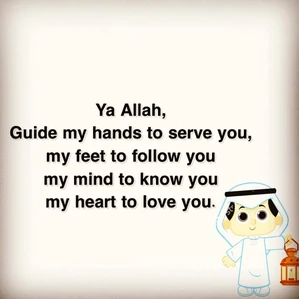 Ya Allah,
Guide my hands to serve you,
my feet to follow you
my mind to know you
my heart to love you.